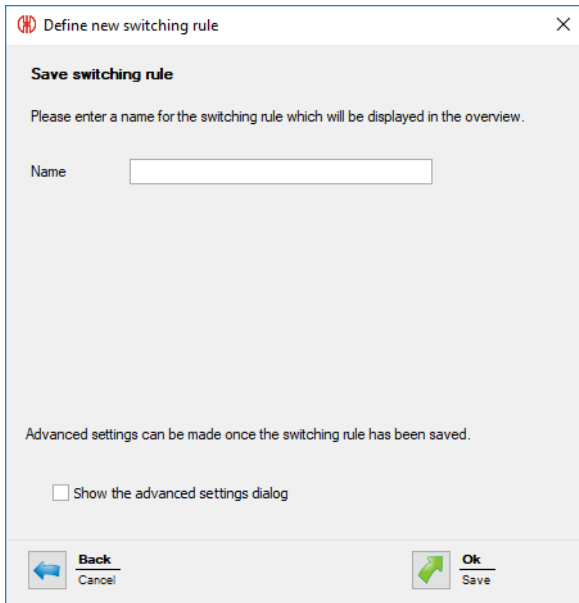 Define new switching rule
Save switching rule
Please enter a name for the switching rule which will be displayed in the overview.
Name
Advanced settings can be made once the switching rule has been saved.
Show the advanced settings dialog
Back
Cancel
Ok
Save